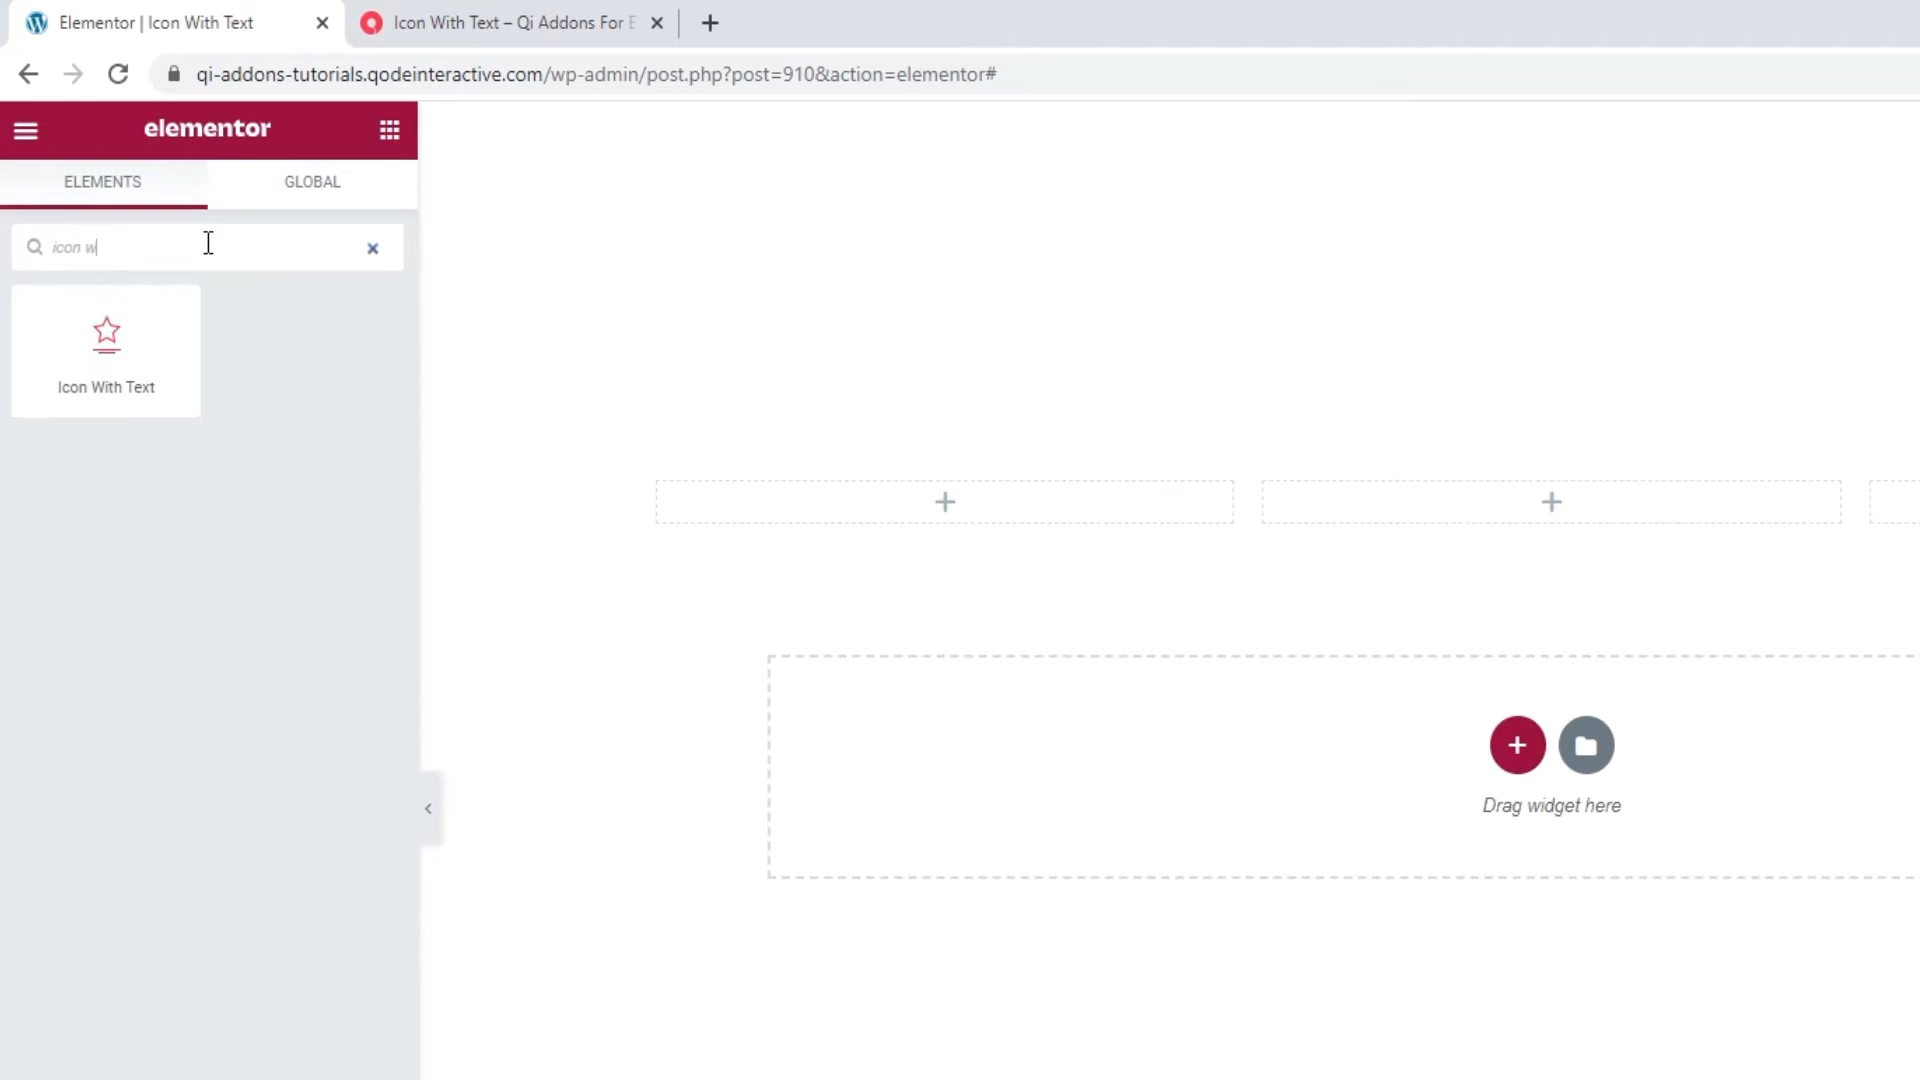 Elementor | Icon With Text
Icon With Text – Qi Addons For E
qi-addons-tutorials.qodeinteractive.com/wp-admin/post.php?post=910&action=elementor#
elementor
ELEMENTS
GLOBAL
icon w
Icon With Text
Drag widget here